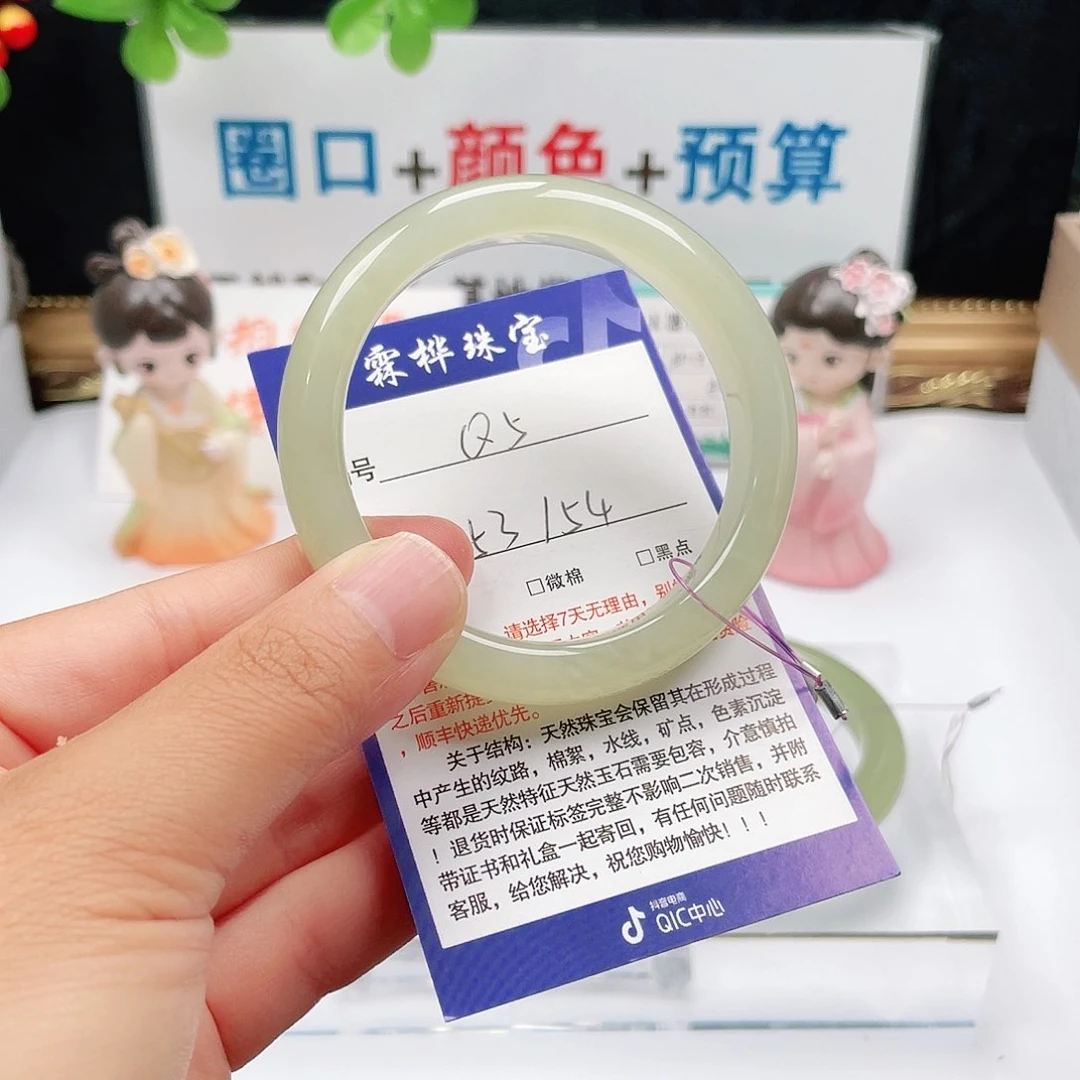 圈口+颜色+预算
霖桦珠宝
号 Q5
53/54
□微棉 □黑点
请选择7天无理由，别
之后重新提
，顺丰快递优先。
关于结构：天然珠宝会保留其在形成过程
中产生的纹路，棉絮，水线，矿点，色素沉淀
等都是天然特征天然玉石需要包容，介意慎拍
！退货时保证标签完整不影响二次销售，并附
带证书和礼盒一起寄回，有任何问题随时联系
客服，给您解决，祝您购物愉快！！！
抖音电商
QIC中心